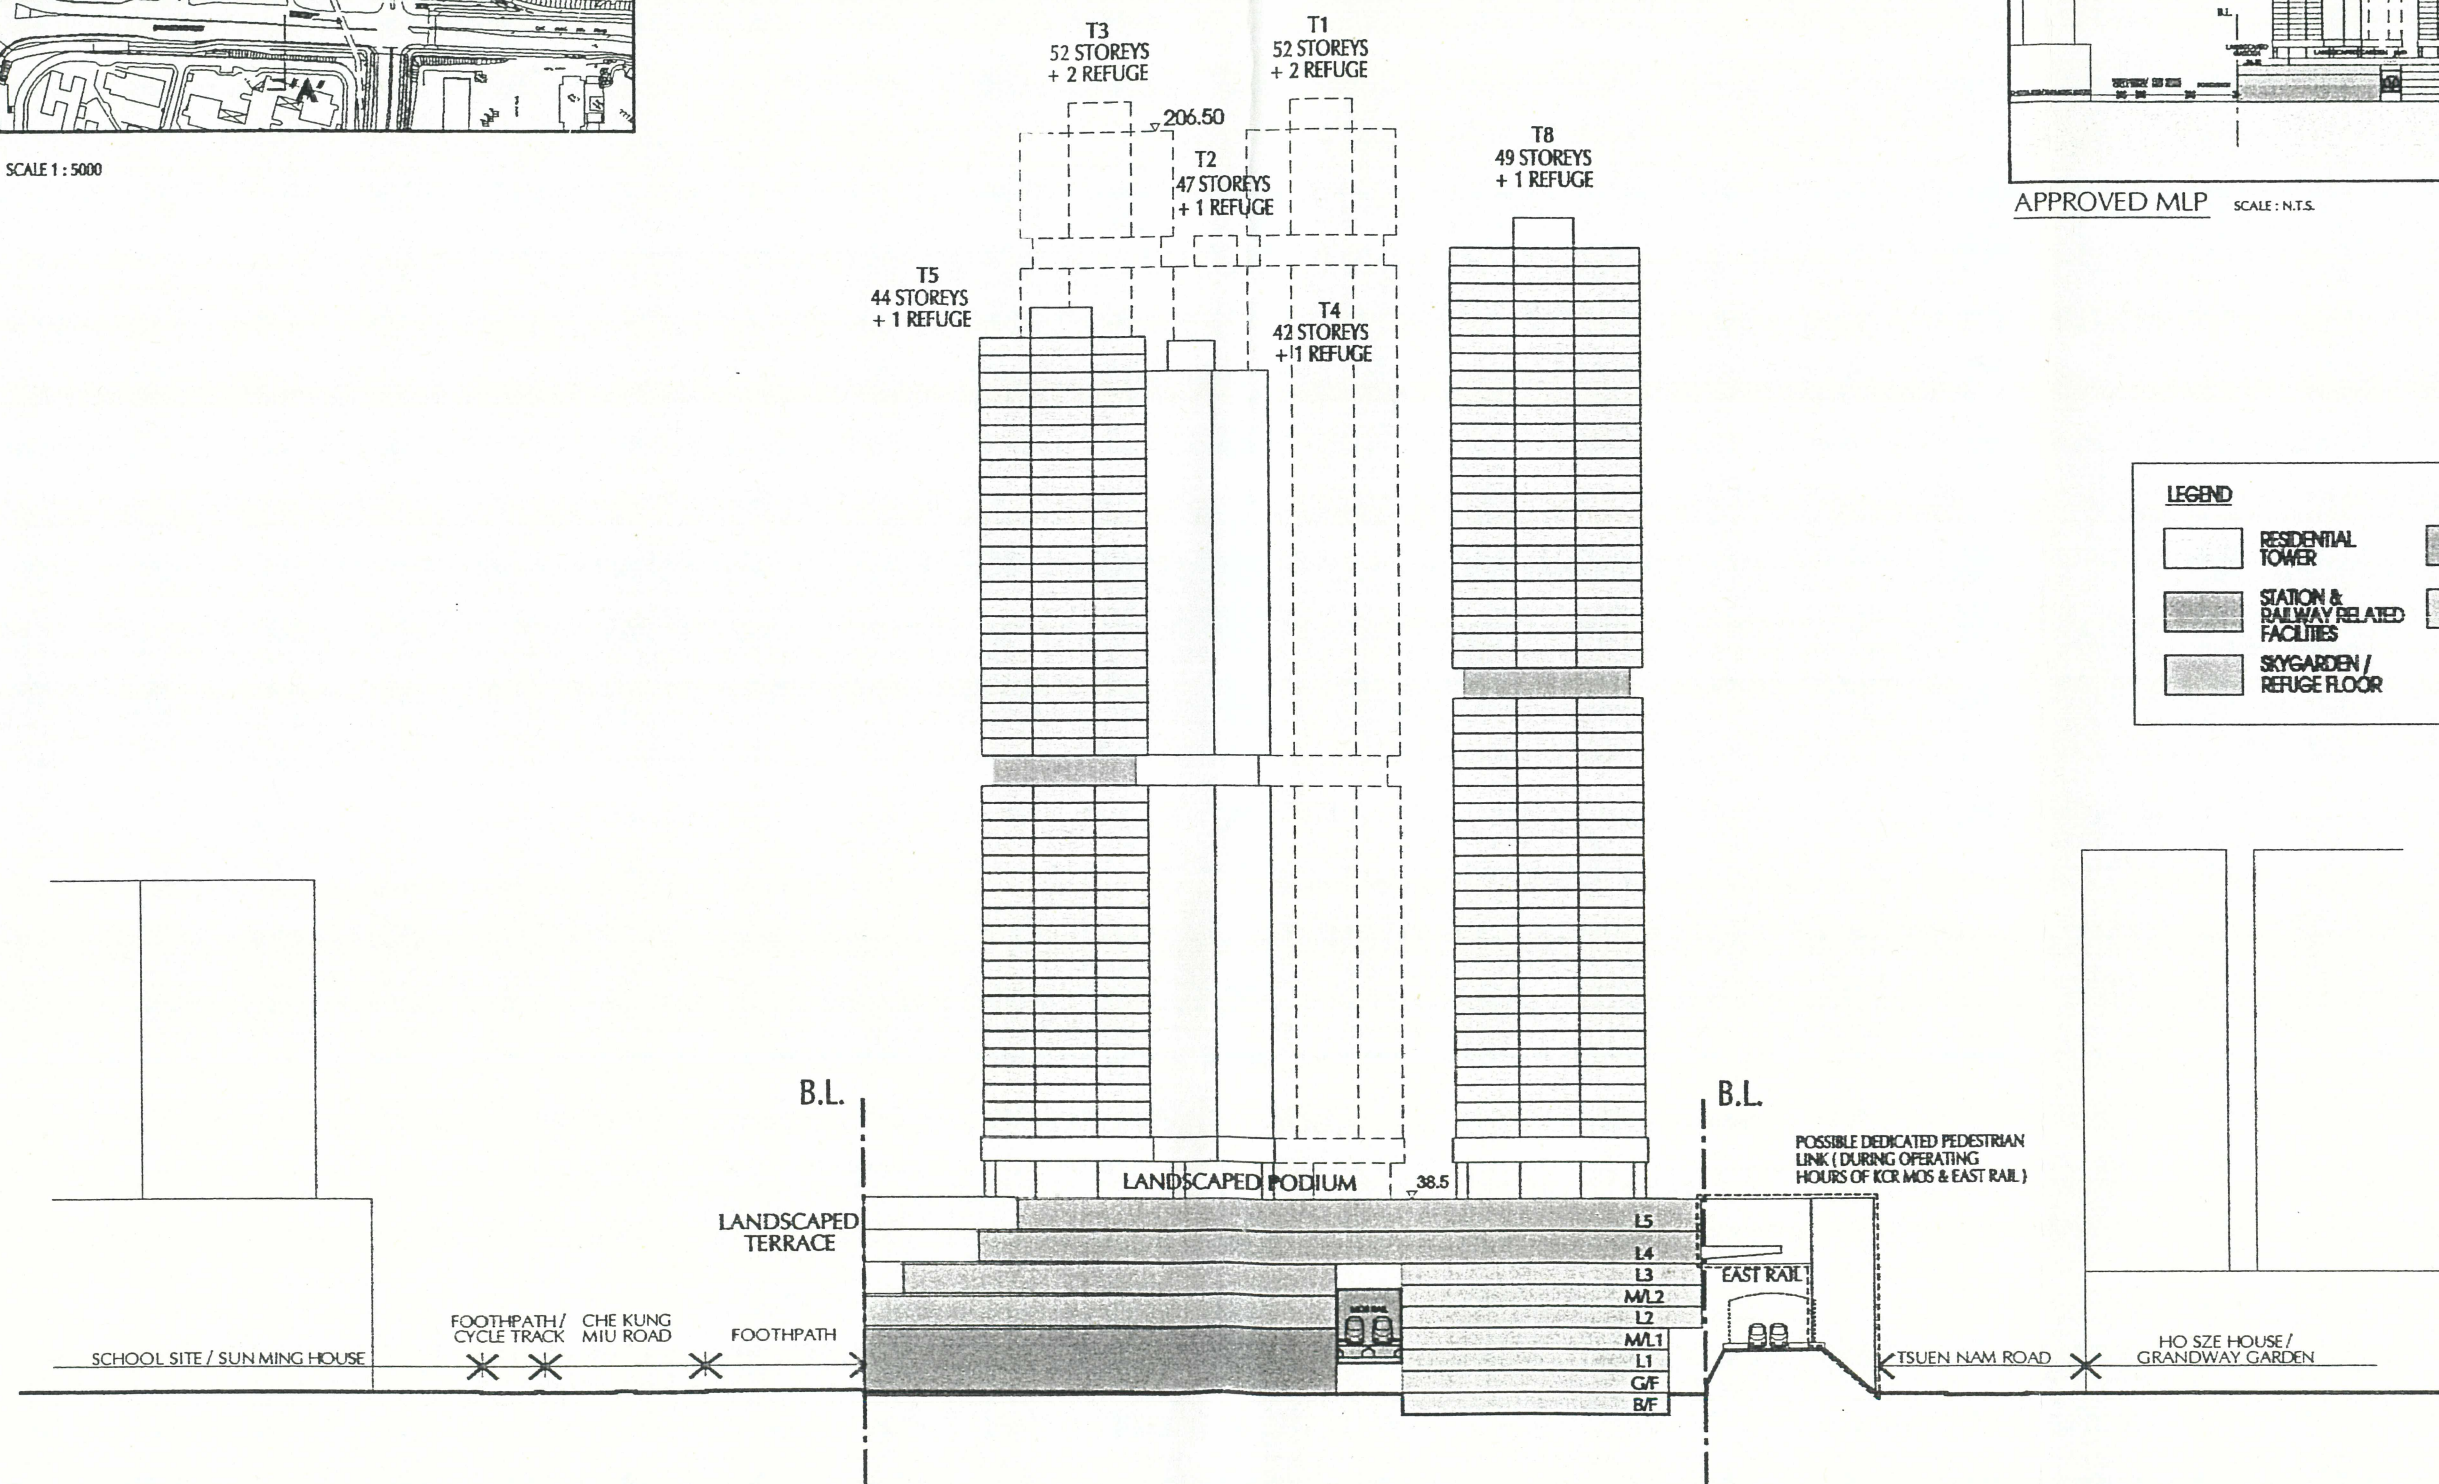 'A'
SCALE 1 : 5000
T3
52 STOREYS
+ 2 REFUGE
T1
52 STOREYS
+ 2 REFUGE
206.50
T2
47 STOREYS
+ 1 REFUGE
T8
49 STOREYS
+ 1 REFUGE
B.L.
APPROVED MLP SCALE : N.T.S.
T5
44 STOREYS
+ 1 REFUGE
T4
42 STOREYS
+ 1 REFUGE
LEGEND
RESIDENTIAL
TOWER
STATION &
RAILWAY RELATED
FACILITIES
SKYGARDEN /
REFUGE FLOOR
B.L.
B.L.
POSSIBLE DEDICATED PEDESTRIAN
LINK ( DURING OPERATING
HOURS OF KCR MOS & EAST RAIL )
LANDSCAPED PODIUM
38.5
LANDSCAPED
TERRACE
L5
L4
L3
M/L2
L2
M/L1
L1
G/F
B/F
EAST RAIL
MOS RAIL
FOOTHPATH /
CYCLE TRACK
CHE KUNG
MIU ROAD
FOOTHPATH
SCHOOL SITE / SUN MING HOUSE
TSUEN NAM ROAD
HO SZE HOUSE /
GRANDWAY GARDEN